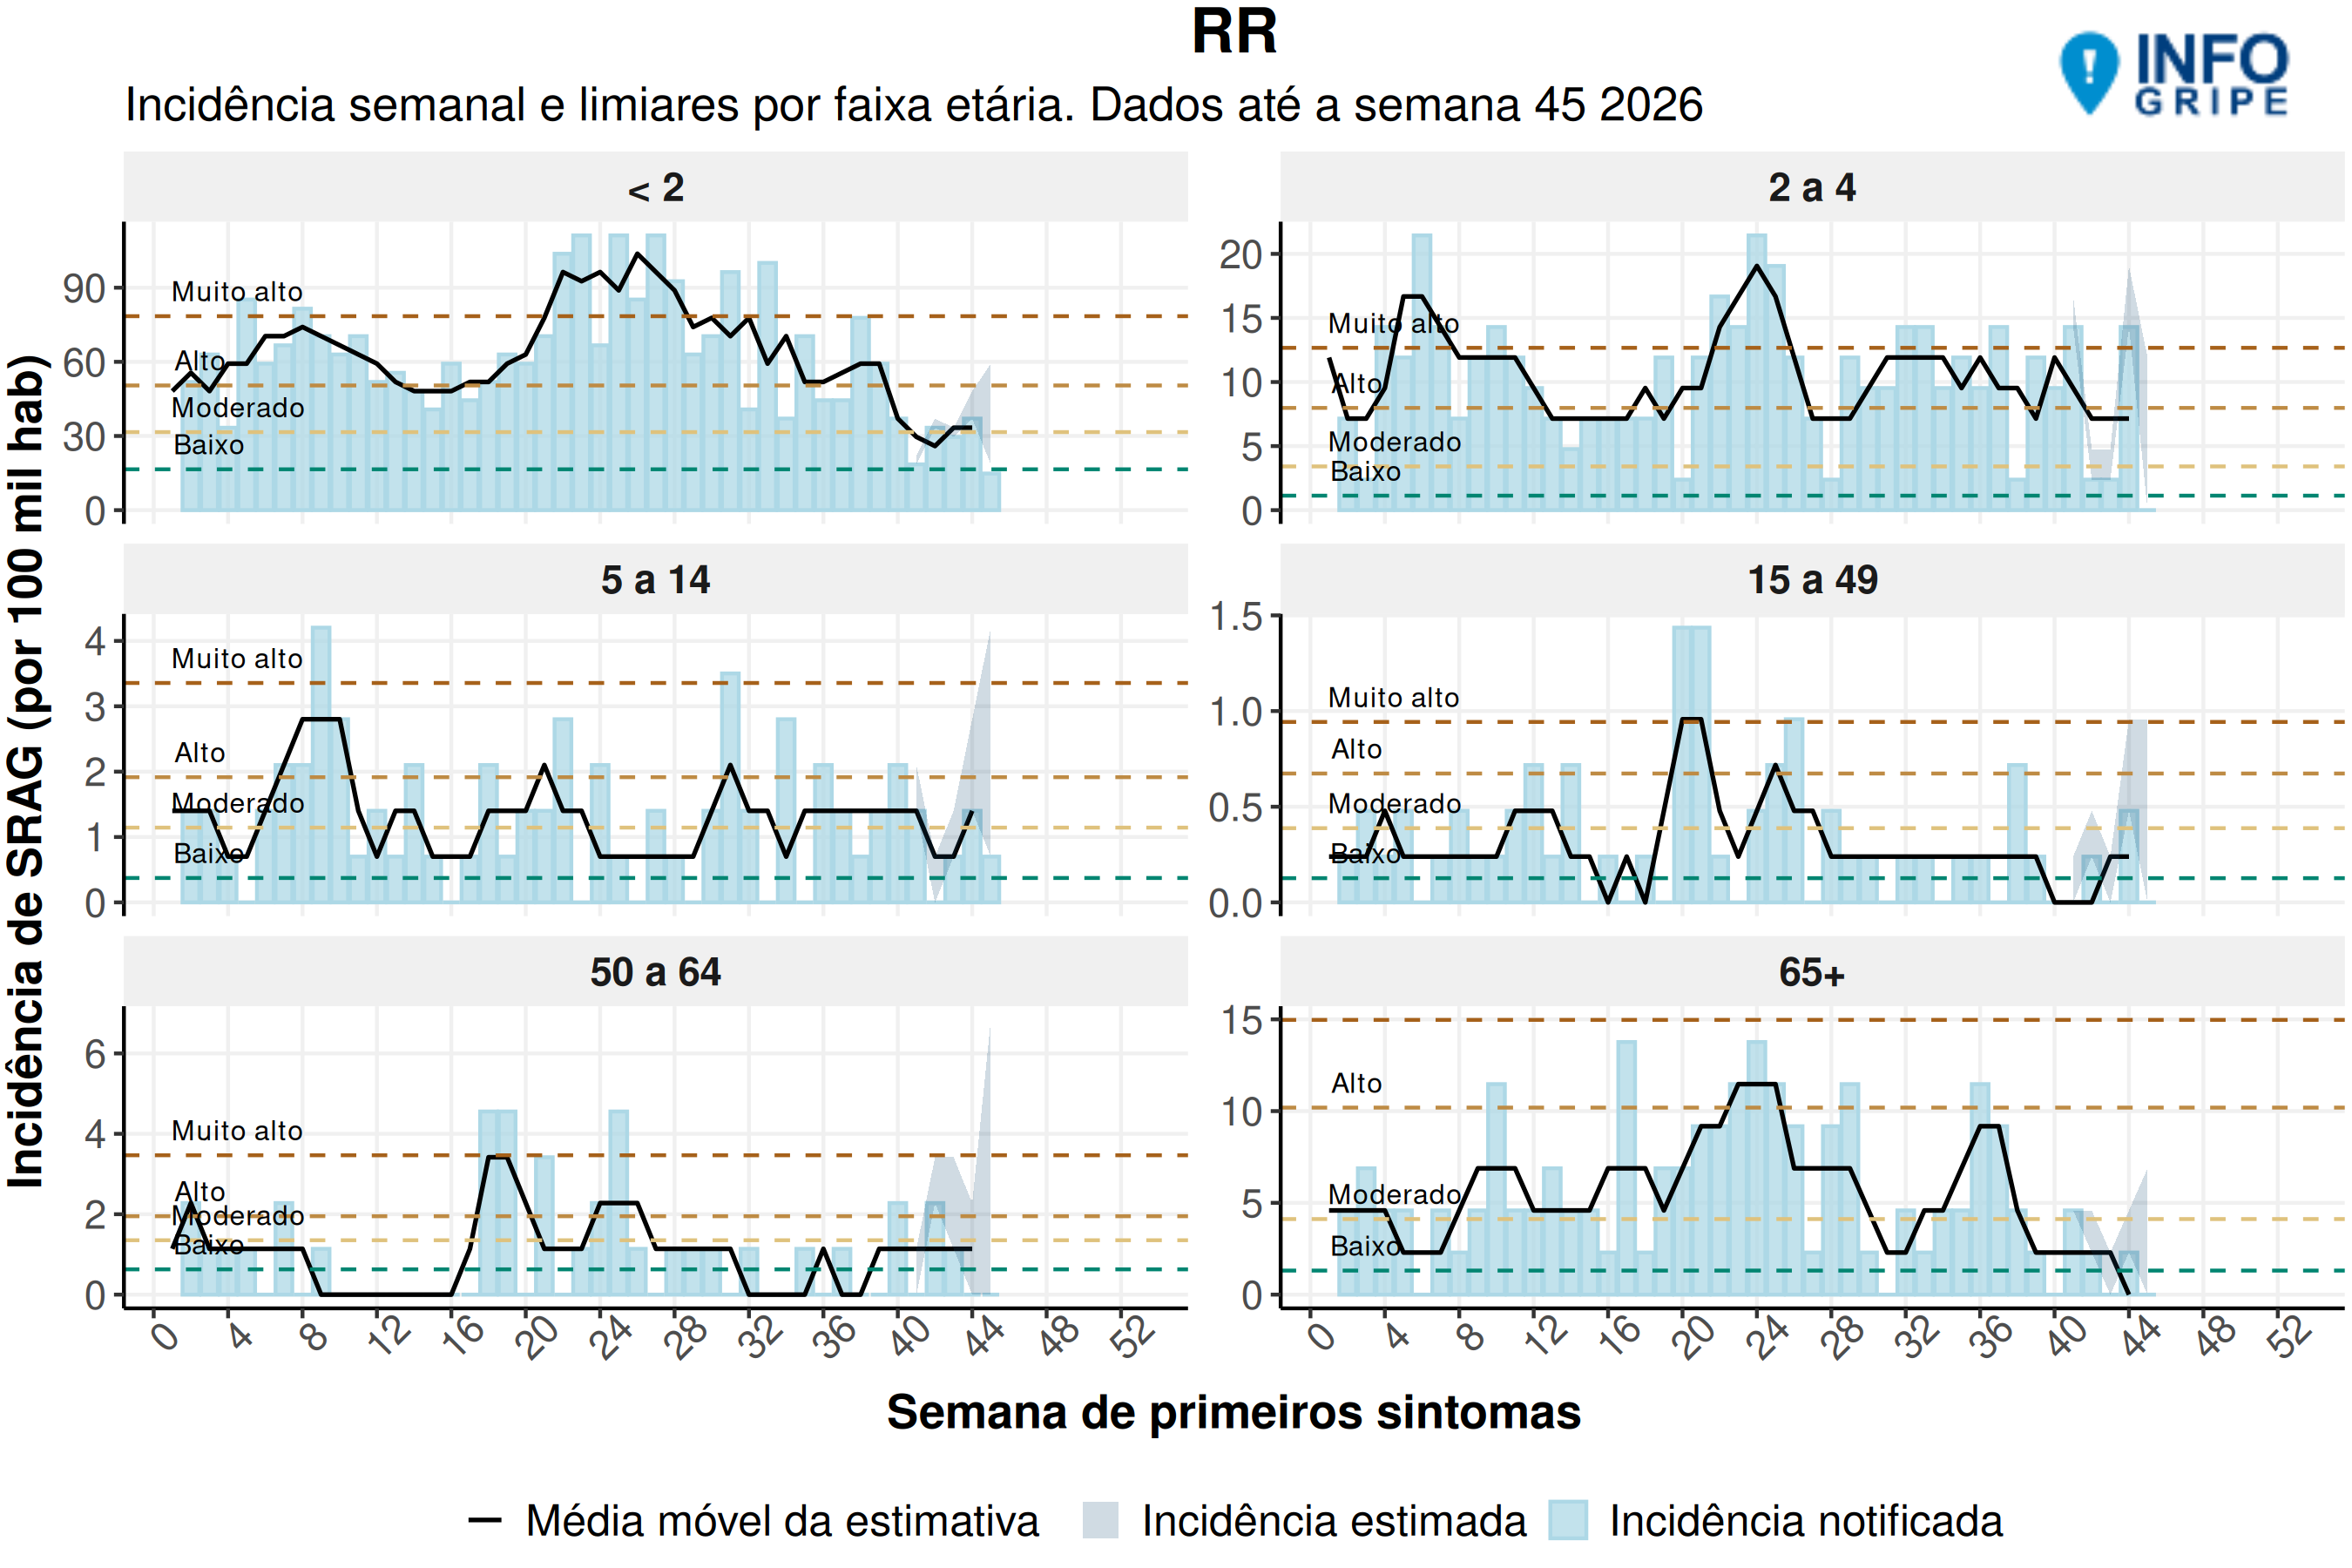 RR
INFO
GRIPE
Incidência semanal e limiares por faixa etária. Dados até a semana 45 2026
Incidência de SRAG (por 100 mil hab)
< 2
90
60
30
0
Muito alto
Alto
Moderado
Baixo
2 a 4
20
15
10
5
0
Muito alto
Alto
Moderado
Baixo
5 a 14
4
3
2
1
0
Muito alto
Alto
Moderado
Baixo
15 a 49
1.5
1.0
0.5
0.0
Muito alto
Alto
Moderado
Baixo
50 a 64
6
4
2
0
Muito alto
Alto
Moderado
Baixo
0 4 8 12 16 20 24 28 32 36 40 44 48 52
65+
15
10
5
0
Alto
Moderado
Baixo
0 4 8 12 16 20 24 28 32 36 40 44 48 52
Semana de primeiros sintomas
Média móvel da estimativa Incidência estimada Incidência notificada